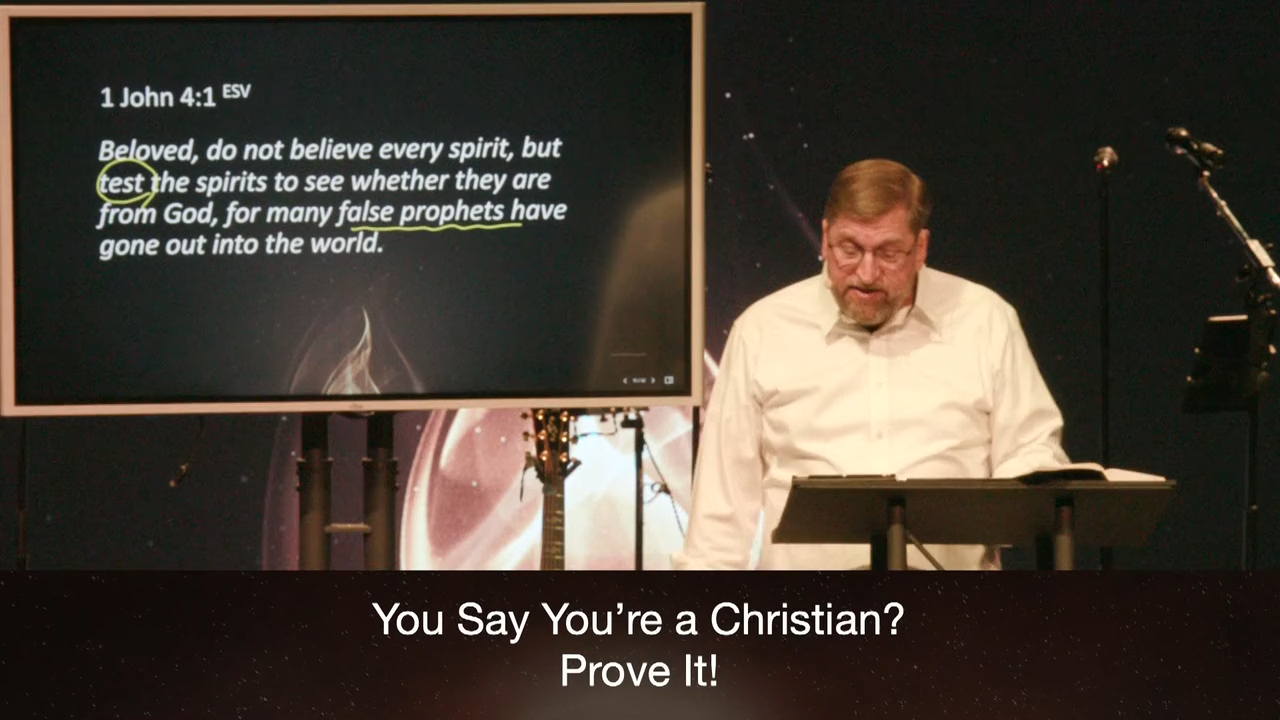 1 John 4:1 ESV
Beloved, do not believe every spirit, but
test the spirits to see whether they are
from God, for many false prophets have
gone out into the world.
You Say You’re a Christian?
Prove It!